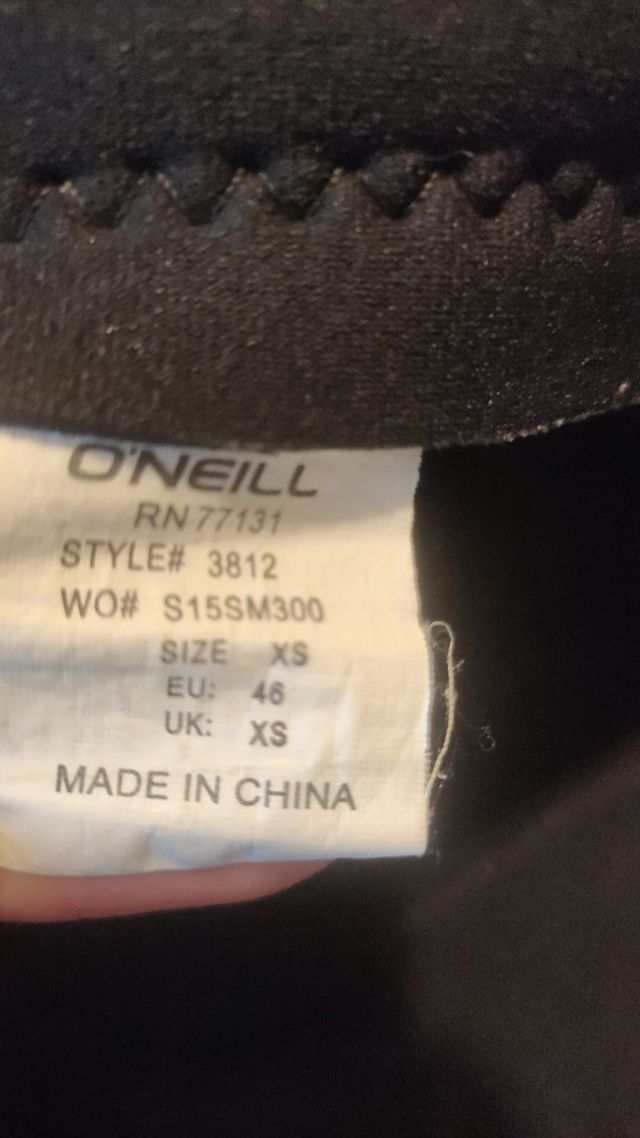 O'NEILL
RN 77131
STYLE# 3812
WO# S15SM300
SIZE XS
EU: 46
UK: XS
MADE IN CHINA